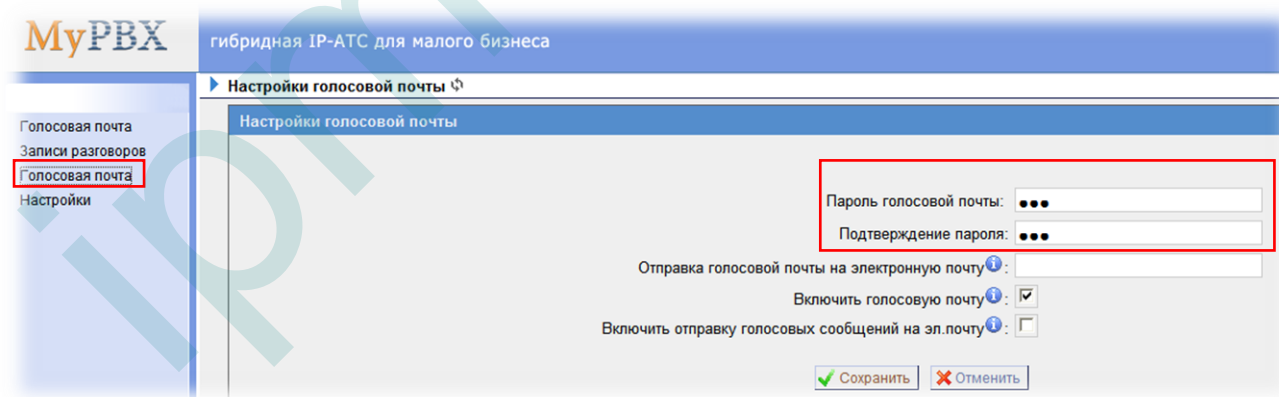 MyPBX
гибридная IP-АТС для малого бизнеса
Настройки голосовой почты
Голосовая почта
Записи разговоров
Голосовая почта
Настройки
Настройки голосовой почты
Пароль голосовой почты: ●●●
Подтверждение пароля: ●●●
Отправка голосовой почты на электронную почту :
Включить голосовую почту :
Включить отправку голосовых сообщений на эл.почту :
Сохранить Отменить
ipm